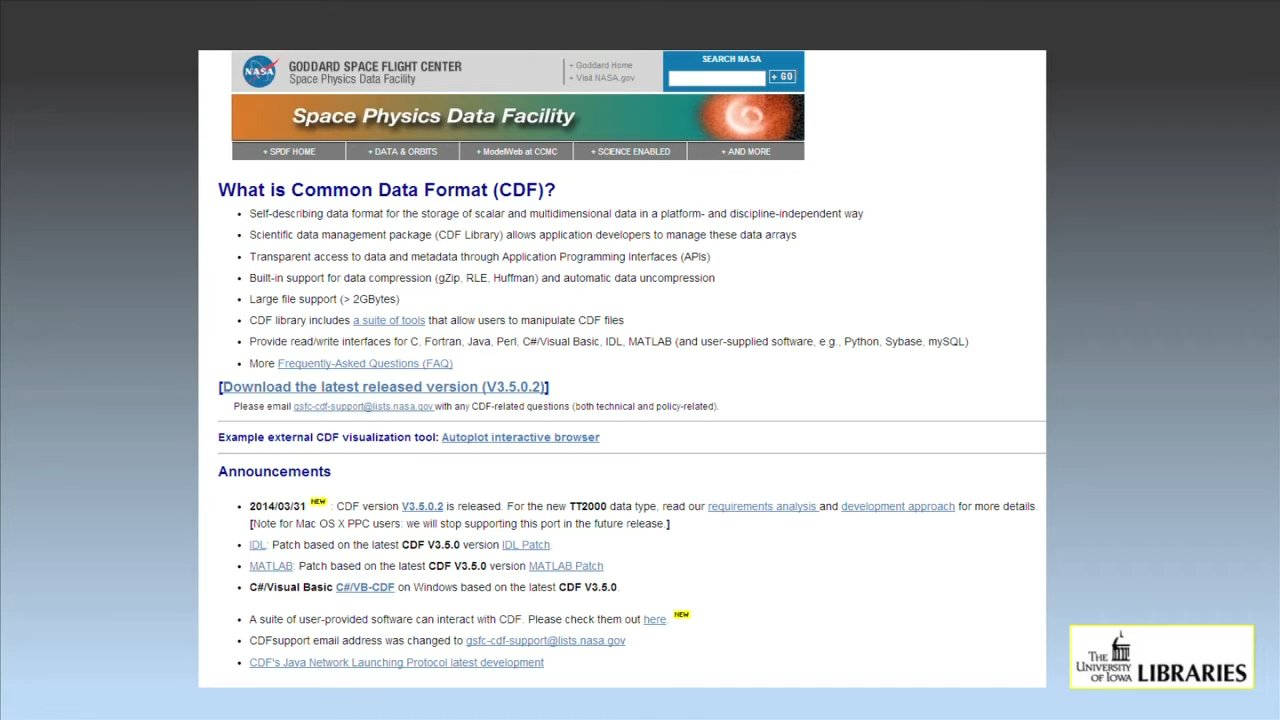 NASA
GODDARD SPACE FLIGHT CENTER
Space Physics Data Facility
+ Goddard Home
+ Visit NASA.gov
SEARCH NASA
+ GO
Space Physics Data Facility
+ SPDF HOME
+ DATA & ORBITS
+ ModelWeb at CCMC
+ SCIENCE ENABLED
+ AND MORE
What is Common Data Format (CDF)?
• Self-describing data format for the storage of scalar and multidimensional data in a platform- and discipline-independent way
• Scientific data management package (CDF Library) allows application developers to manage these data arrays
• Transparent access to data and metadata through Application Programming Interfaces (APIs)
• Built-in support for data compression (gZip, RLE, Huffman) and automatic data uncompression
• Large file support (> 2GBytes)
• CDF library includes a suite of tools that allow users to manipulate CDF files
• Provide read/write interfaces for C, Fortran, Java, Perl, C#/Visual Basic, IDL, MATLAB (and user-supplied software, e.g., Python, Sybase, mySQL)
• More Frequently-Asked Questions (FAQ)
[Download the latest released version (V3.5.0.2)]
Please email gsfc-cdf-support@lists.nasa.gov with any CDF-related questions (both technical and policy-related).
Example external CDF visualization tool: Autoplot interactive browser
Announcements
• 2014/03/31 NEW : CDF version V3.5.0.2 is released. For the new TT2000 data type, read our requirements analysis and development approach for more details.
[Note for Mac OS X PPC users: we will stop supporting this port in the future release.]
• IDL: Patch based on the latest CDF V3.5.0 version IDL Patch.
• MATLAB: Patch based on the latest CDF V3.5.0 version MATLAB Patch
• C#/Visual Basic C#/VB-CDF on Windows based on the latest CDF V3.5.0.
• A suite of user-provided software can interact with CDF. Please check them out here. NEW
• CDFsupport email address was changed to gsfc-cdf-support@lists.nasa.gov
• CDF's Java Network Launching Protocol latest development
THE
UNIVERSITY
OF IOWA
LIBRARIES